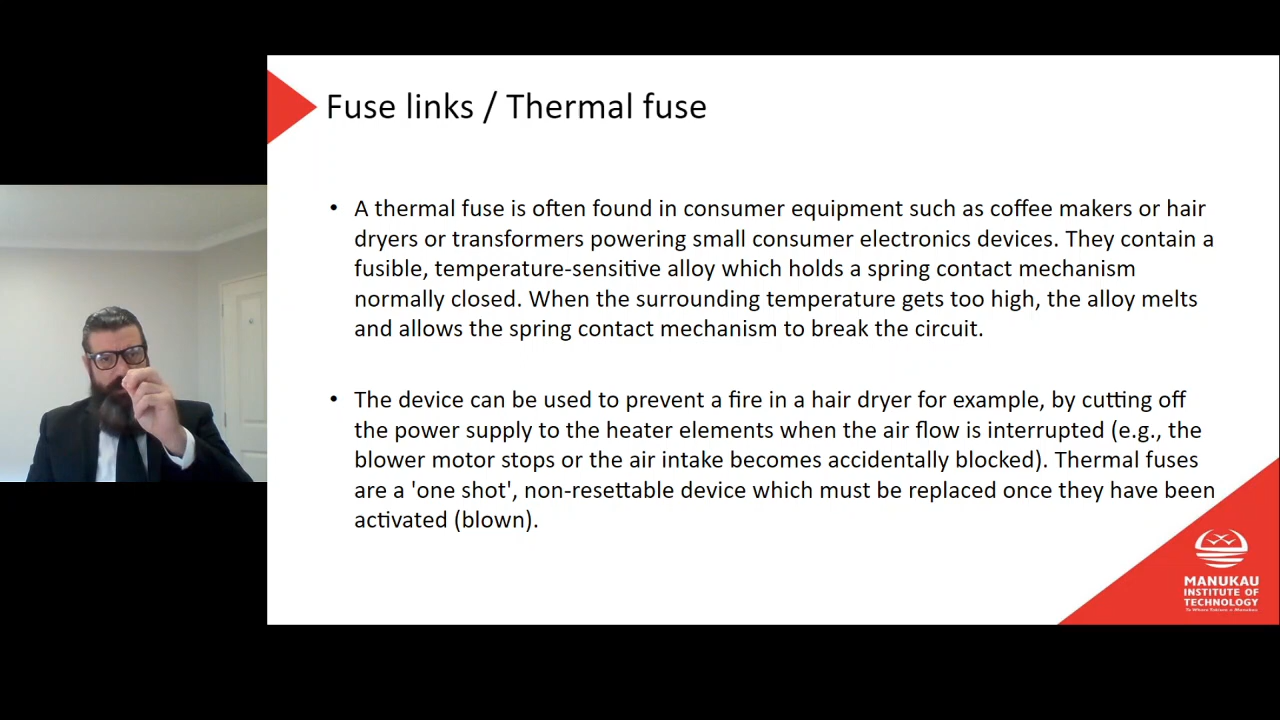 Fuse links / Thermal fuse
• A thermal fuse is often found in consumer equipment such as coffee makers or hair
dryers or transformers powering small consumer electronics devices. They contain a
fusible, temperature-sensitive alloy which holds a spring contact mechanism
normally closed. When the surrounding temperature gets too high, the alloy melts
and allows the spring contact mechanism to break the circuit.
• The device can be used to prevent a fire in a hair dryer for example, by cutting off
the power supply to the heater elements when the air flow is interrupted (e.g., the
blower motor stops or the air intake becomes accidentally blocked). Thermal fuses
are a 'one shot', non-resettable device which must be replaced once they have been
activated (blown).
MANUKAU
INSTITUTE OF
TECHNOLOGY